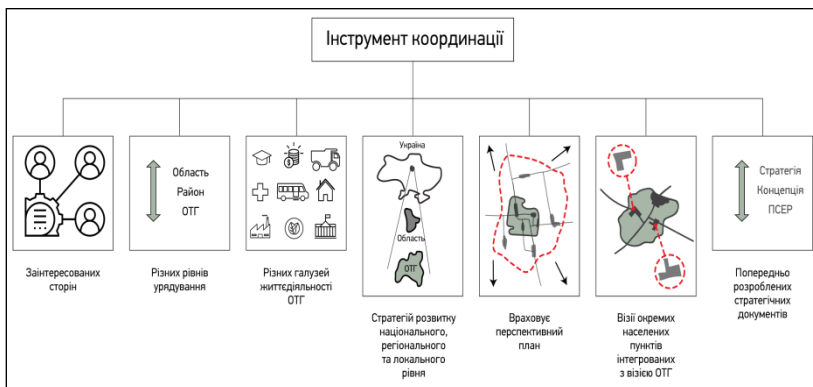 Інструмент координації
Область
Район
ОТГ
Україна
Область
ОТГ
Стратегія
Концепція
ПСЕР
Заінтересованих
сторін
Різних рівнів
урядування
Різних галузей
життєдіяльності
ОТГ
Стратегій розвитку
національного,
регіонального
та локального
рівня
Враховує
перспективний
план
Візії окремих
населених
пунктів
інтегрованих
з візією ОТГ
Попередньо
розроблених
стратегічних
документів